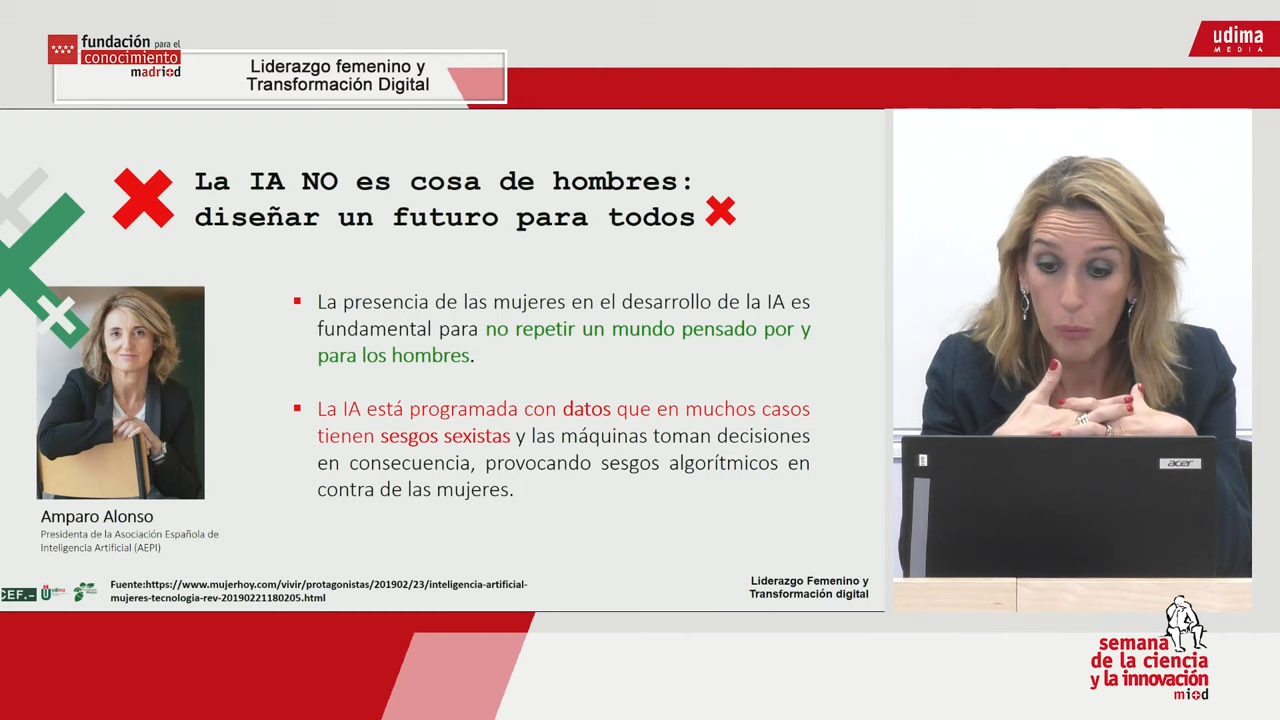 fundación para el
conocimiento
madri+d
Liderazgo femenino y
Transformación Digital
udima
MEDIA
La IA NO es cosa de hombres:
diseñar un futuro para todos
La presencia de las mujeres en el desarrollo de la IA es
fundamental para no repetir un mundo pensado por y
para los hombres.
La IA está programada con datos que en muchos casos
tienen sesgos sexistas y las máquinas toman decisiones
en consecuencia, provocando sesgos algorítmicos en
contra de las mujeres.
Amparo Alonso
Presidenta de la Asociación Española de
Inteligencia Artificial (AEPI)
CEF.-
udima
Fuente:https://www.mujerhoy.com/vivir/protagonistas/201902/23/inteligencia-artificial-
mujeres-tecnologia-rev-20190221180205.html
Liderazgo Femenino y
Transformación digital
acer
semana
de la ciencia
y la innovación
mi+d